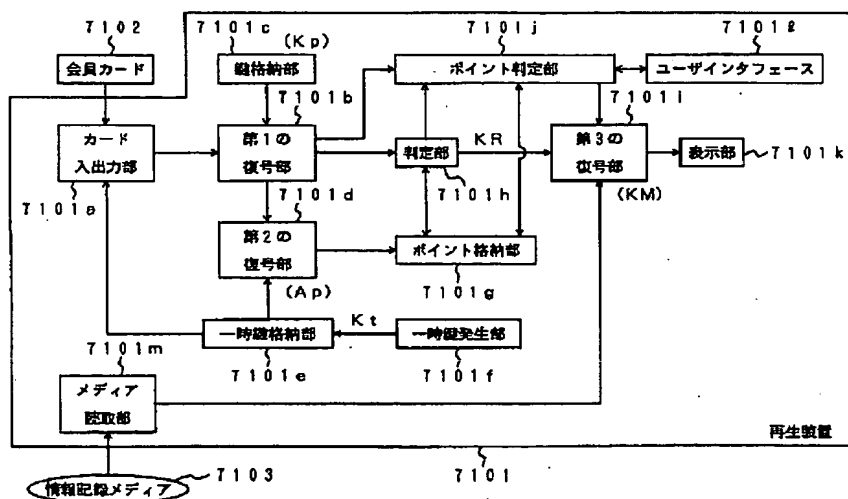 7102
7101c
(Kp)
7101j
7101ℓ
会員カード
鍵格納部
ポイント判定部
ユーザインタフェース
7101b
7101i
カード
入出力部
第1の
復号部
判定部
KR
第3の
復号部
表示部
7101k
7101a
7101d
7101h
(KM)
第2の
復号部
ポイント格納部
(Ap)
7101g
7101m
一時鍵格納部
Kt
一時鍵発生部
7101e
7101f
メディア
読取部
再生装置
7103
7101
情報記録メディア